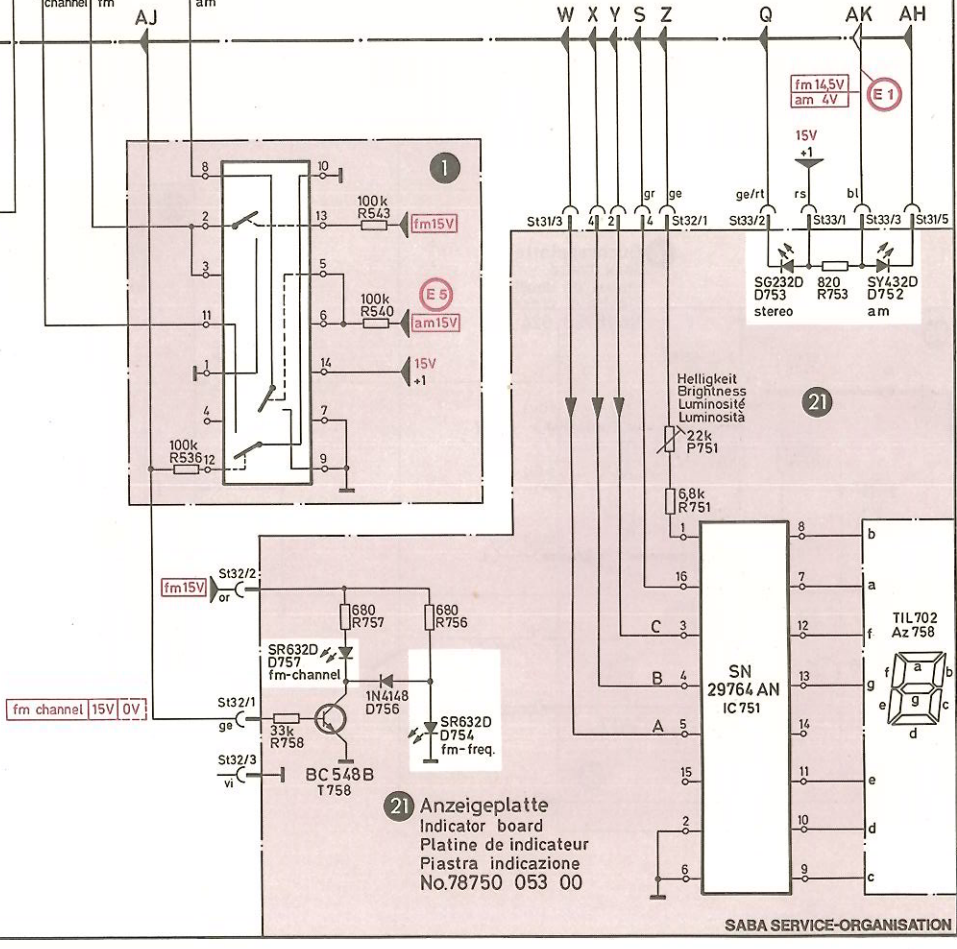 channel fm am
AJ W X Y S Z Q AK AH
fm 14,5V
am 4V
E 1
15V
+1
1
8 10
100k
R543
2 13
fm15V
3 5
E 5
100k
R540
11 6
am15V
1 14
15V
+1
4 7
100k
R536
12 9
gr ge ge/rt rs bl
St31/3 4 2 4 St32/1 St33/2 St33/1 St33/3 St31/5
SG232D
D753
stereo
820
R753
SY432D
D752
am
Helligkeit
Brightness
Luminosité
Luminosità
22k
P751
21
6,8k
R751
1 8 b
16 7 a
C 3 12 f
B 4 13 g
A 5 14
15 11 e
2 10 d
6 9 c
SN
29764 AN
IC 751
TIL702
Az 758
a
f b
g
e c
d
fm15V
St32/2
or
680
R757
680
R756
SR632D
D757
fm-channel
1N4148
D756
SR632D
D754
fm-freq.
fm channel 15V 0V
St32/1
ge
33k
R758
St32/3
vi
BC 548 B
T758
21 Anzeigeplatte
Indicator board
Platine de indicateur
Piastra indicazione
No.78750 053 00
SABA SERVICE-ORGANISATION